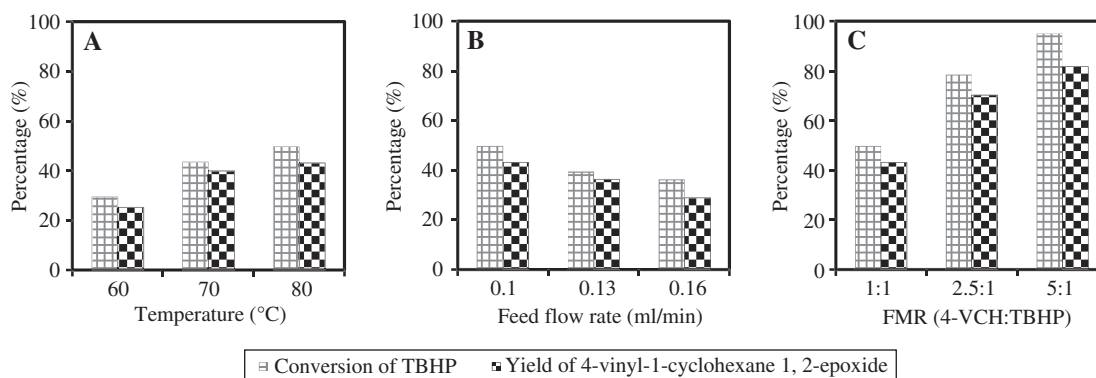 A
Percentage (%)
100
80
60
40
20
0
60 70 80
Temperature (°C)
B
Percentage (%)
100
80
60
40
20
0
0.1 0.13 0.16
Feed flow rate (ml/min)
C
Percentage (%)
100
80
60
40
20
0
1:1 2.5:1 5:1
FMR (4-VCH:TBHP)
Conversion of TBHP Yield of 4-vinyl-1-cyclohexane 1, 2-epoxide